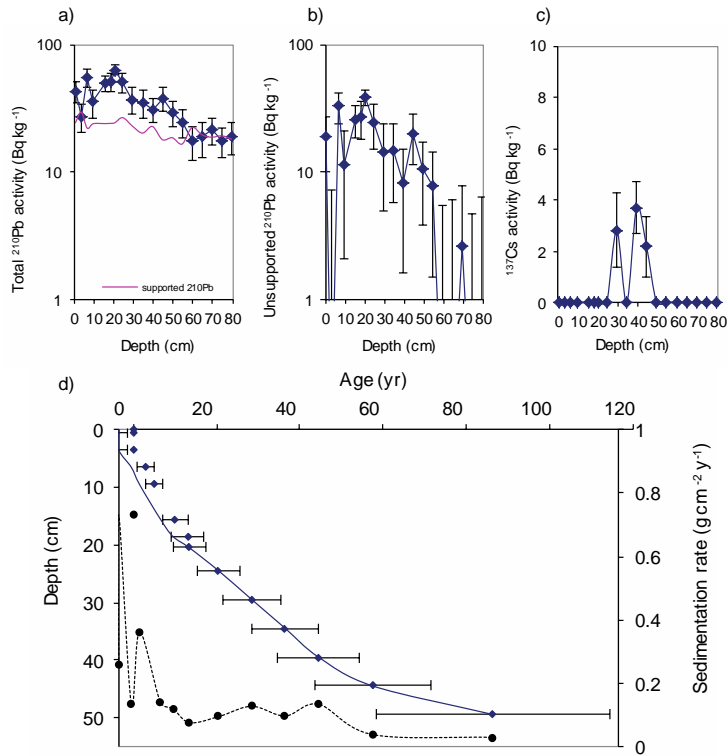 a)
b)
c)
100
10
1
Total ²¹⁰Pb activity (Bq kg⁻¹)
supported 210Pb
0 10 20 30 40 50 60 70 80
Depth (cm)
100
10
1
Unsupported ²¹⁰Pb activity (Bq kg⁻¹)
0 10 20 30 40 50 60 70 80
Depth (cm)
10
8
6
4
2
0
¹³⁷Cs activity (Bq kg⁻¹)
0 10 20 30 40 50 60 70 80
Depth (cm)
d)
Age (yr)
0 20 40 60 80 100 120
0
10
20
30
40
50
Depth (cm)
1
0.8
0.6
0.4
0.2
0
Sedimentation rate (g cm⁻² y⁻¹)